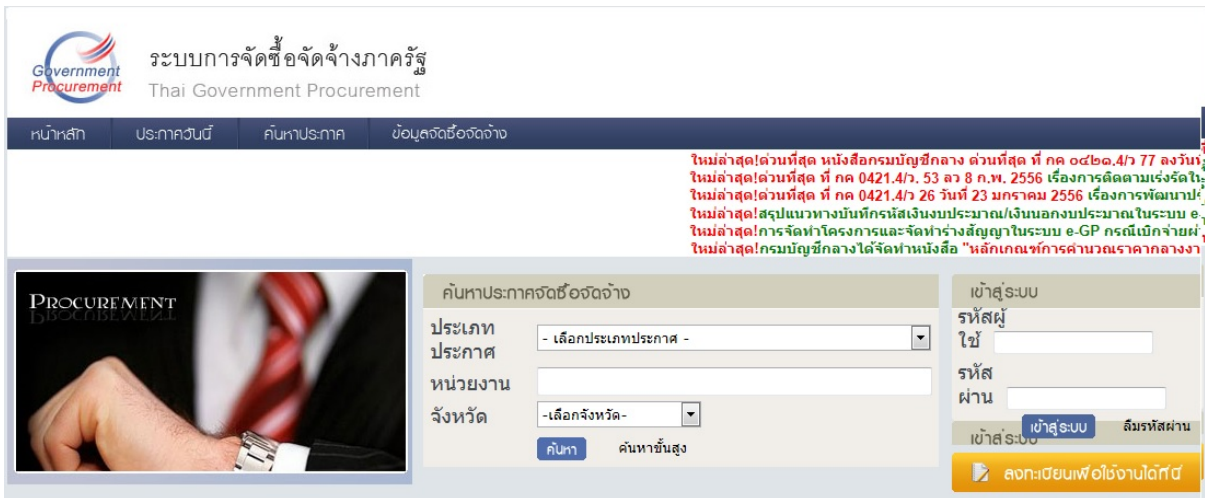 Government
Procurement
ระบบการจัดซื้อจัดจ้างภาครัฐ
Thai Government Procurement
หน้าหลัก ประกาศวันนี้ ค้นหาประกาศ ข้อมูลจัดซื้อจัดจ้าง
ใหม่ล่าสุด!ด่วนที่สุด หนังสือกรมบัญชีกลาง ด่วนที่สุด ที่ กค ๐๔๒๑.4/ว 77 ลงวันที่
ใหม่ล่าสุด!ด่วนที่สุด ที่ กค 0421.4/ว. 53 ลว 8 ก.พ. 2556 เรื่องการติดตามเร่งรัดใน
ใหม่ล่าสุด!ด่วนที่สุด ที่ กค 0421.4/ว 26 วันที่ 23 มกราคม 2556 เรื่องการพัฒนา
ใหม่ล่าสุด!สรุปแนวทางบันทึกรหัสเงินงบประมาณ/เงินนอกงบประมาณในระบบ e-
ใหม่ล่าสุด!การจัดทำโครงการและจัดทำร่างสัญญาในระบบ e-GP กรณีเบิกจ่ายผ่
ใหม่ล่าสุด!กรมบัญชีกลางได้จัดทำหนังสือ "หลักเกณฑ์การคำนวณราคากลางงา
PROCUREMENT
ค้นหาประกาศจัดซื้อจัดจ้าง
ประเภท
ประกาศ
- เลือกประเภทประกาศ -
หน่วยงาน
จังหวัด
-เลือกจังหวัด-
ค้นหา ค้นหาขั้นสูง
เข้าสู่ระบบ
รหัสผู้
ใช้
รหัส
ผ่าน
เข้าสู่ระบบ ลืมรหัสผ่าน
เข้าสู่ระบบ
ลงทะเบียนเพื่อใช้งานได้ที่นี่